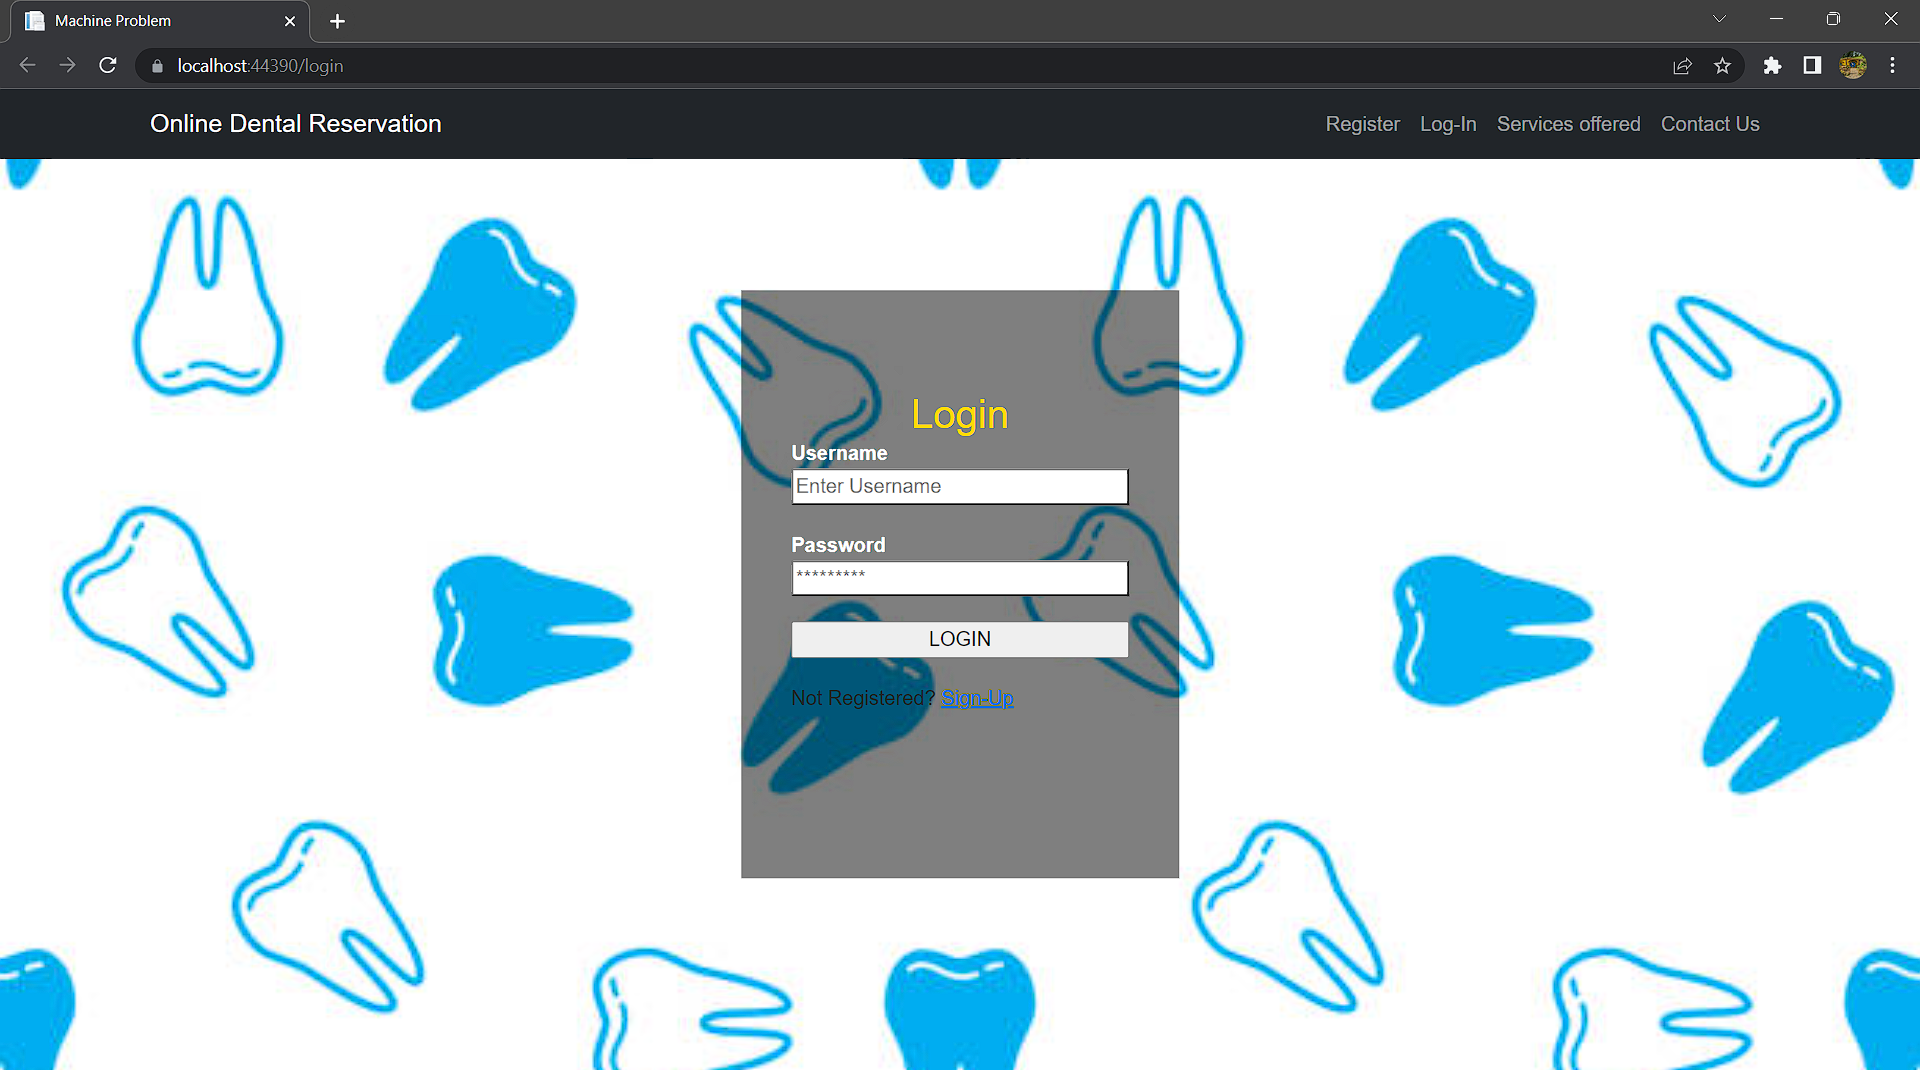 Machine Problem
localhost:44390/login
Online Dental Reservation
Register Log-In Services offered Contact Us
Login
Username
Enter Username
Password
*********
LOGIN
Not Registered? Sign-Up